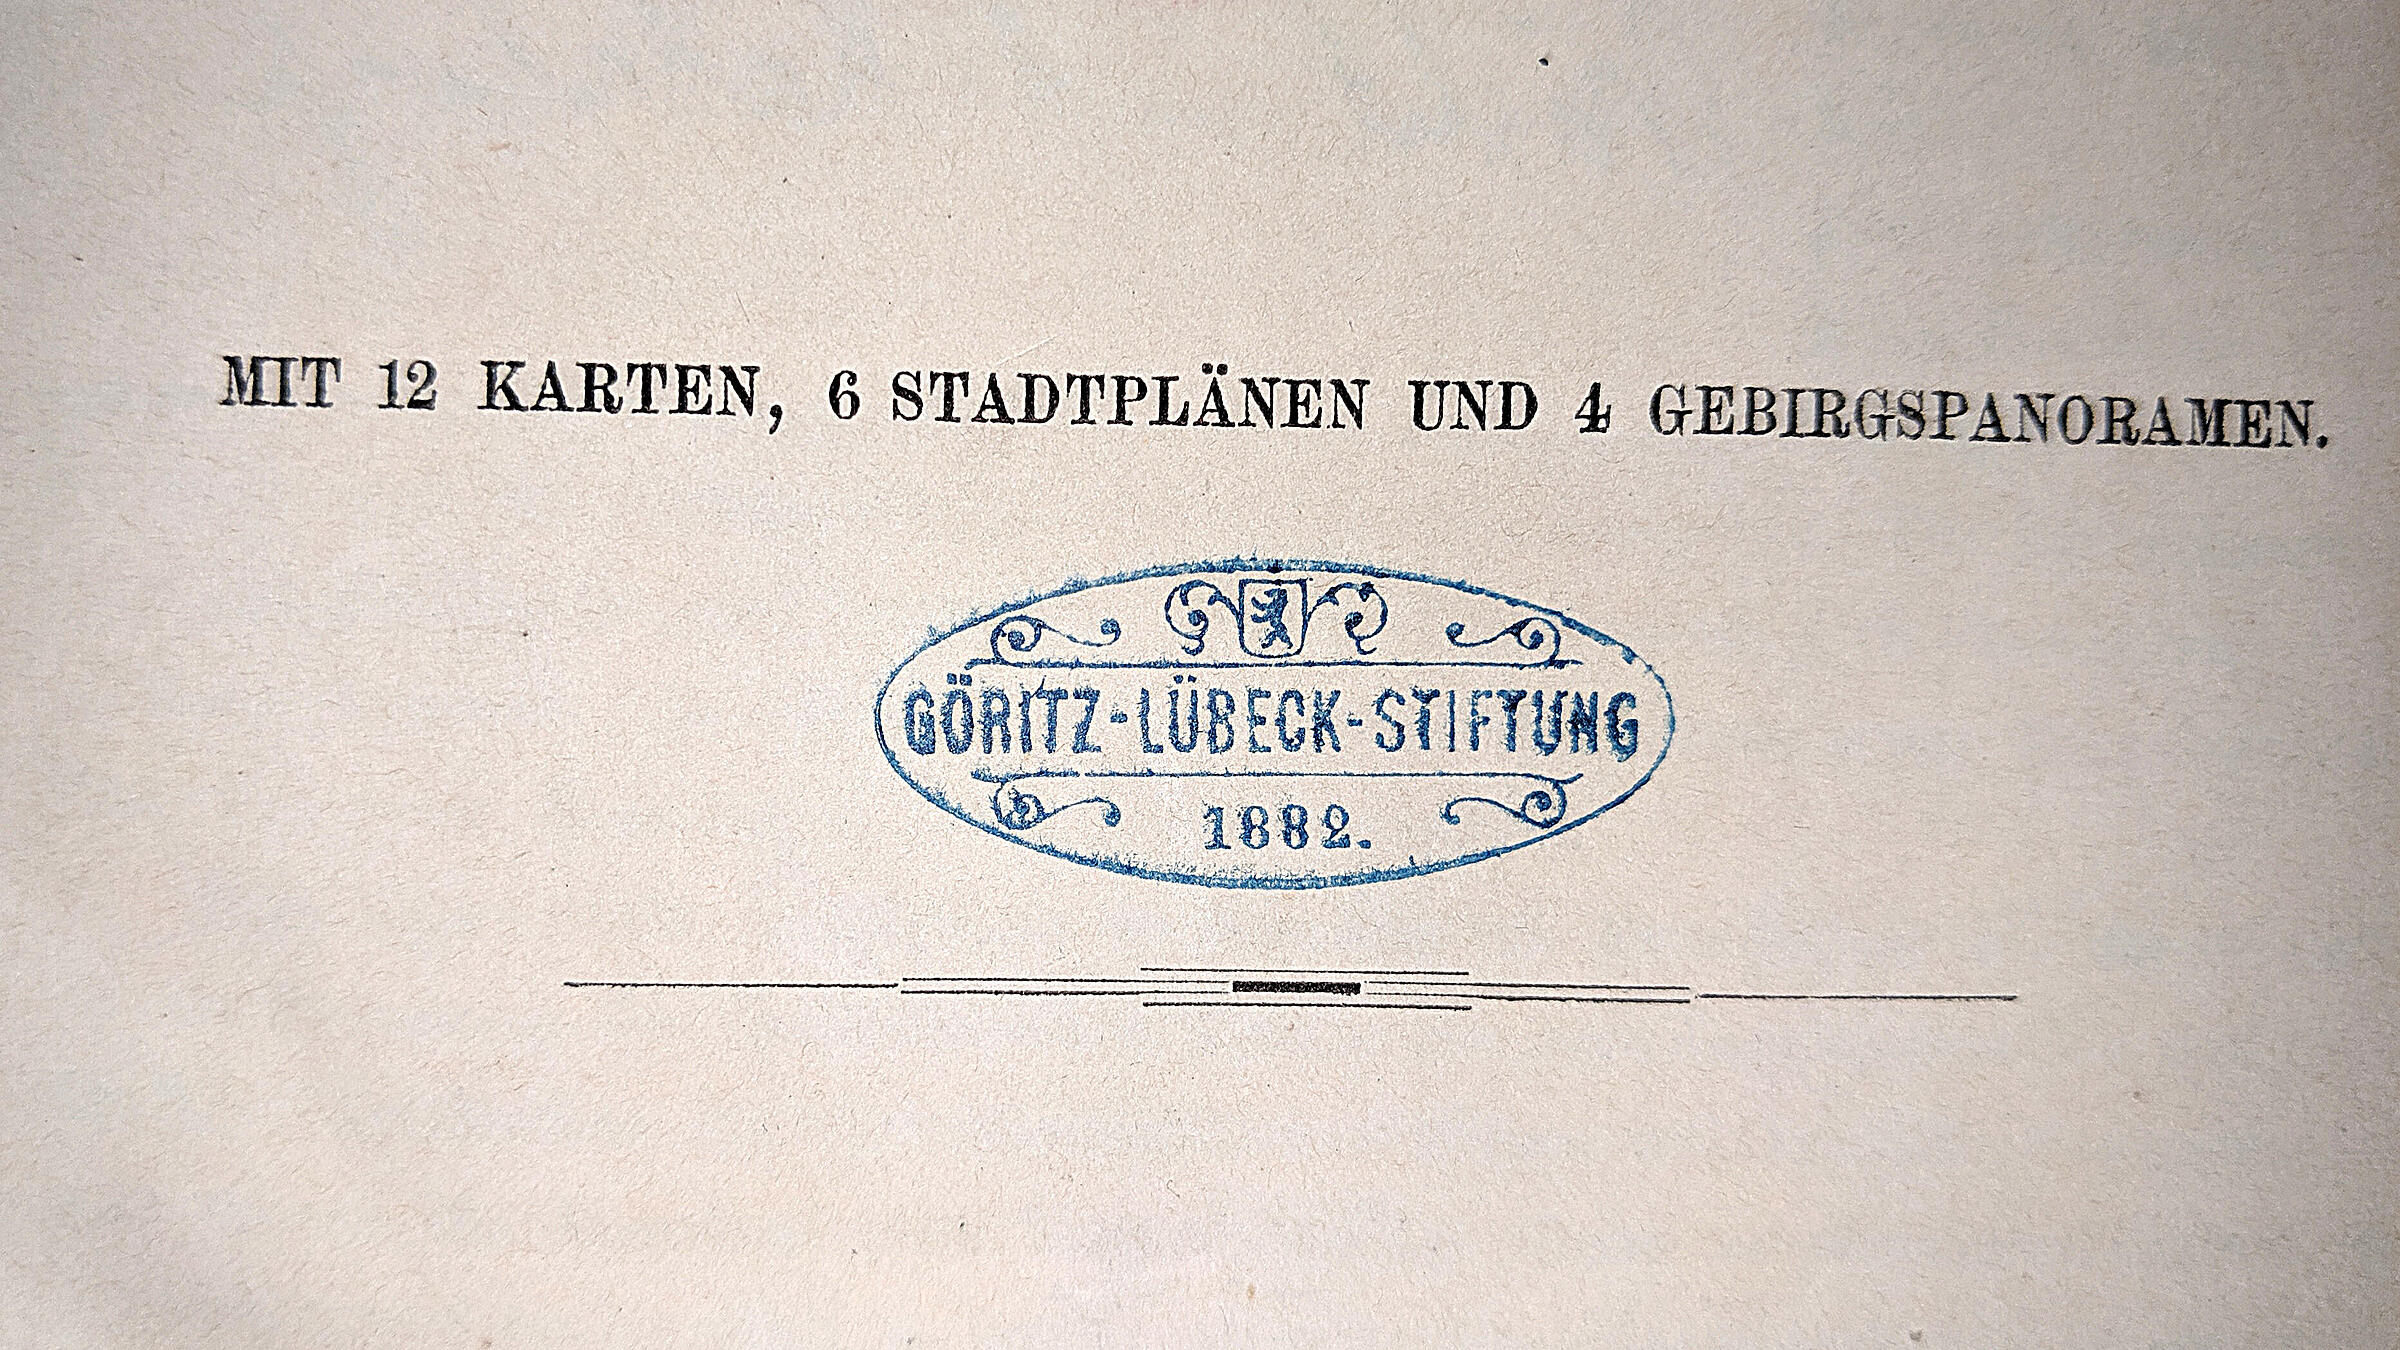 MIT 12 KARTEN, 6 STADTPLÄNEN UND 4 GEBIRGSPANORAMEN.
GÖRITZ-LÜBECK-STIFTUNG
1882.